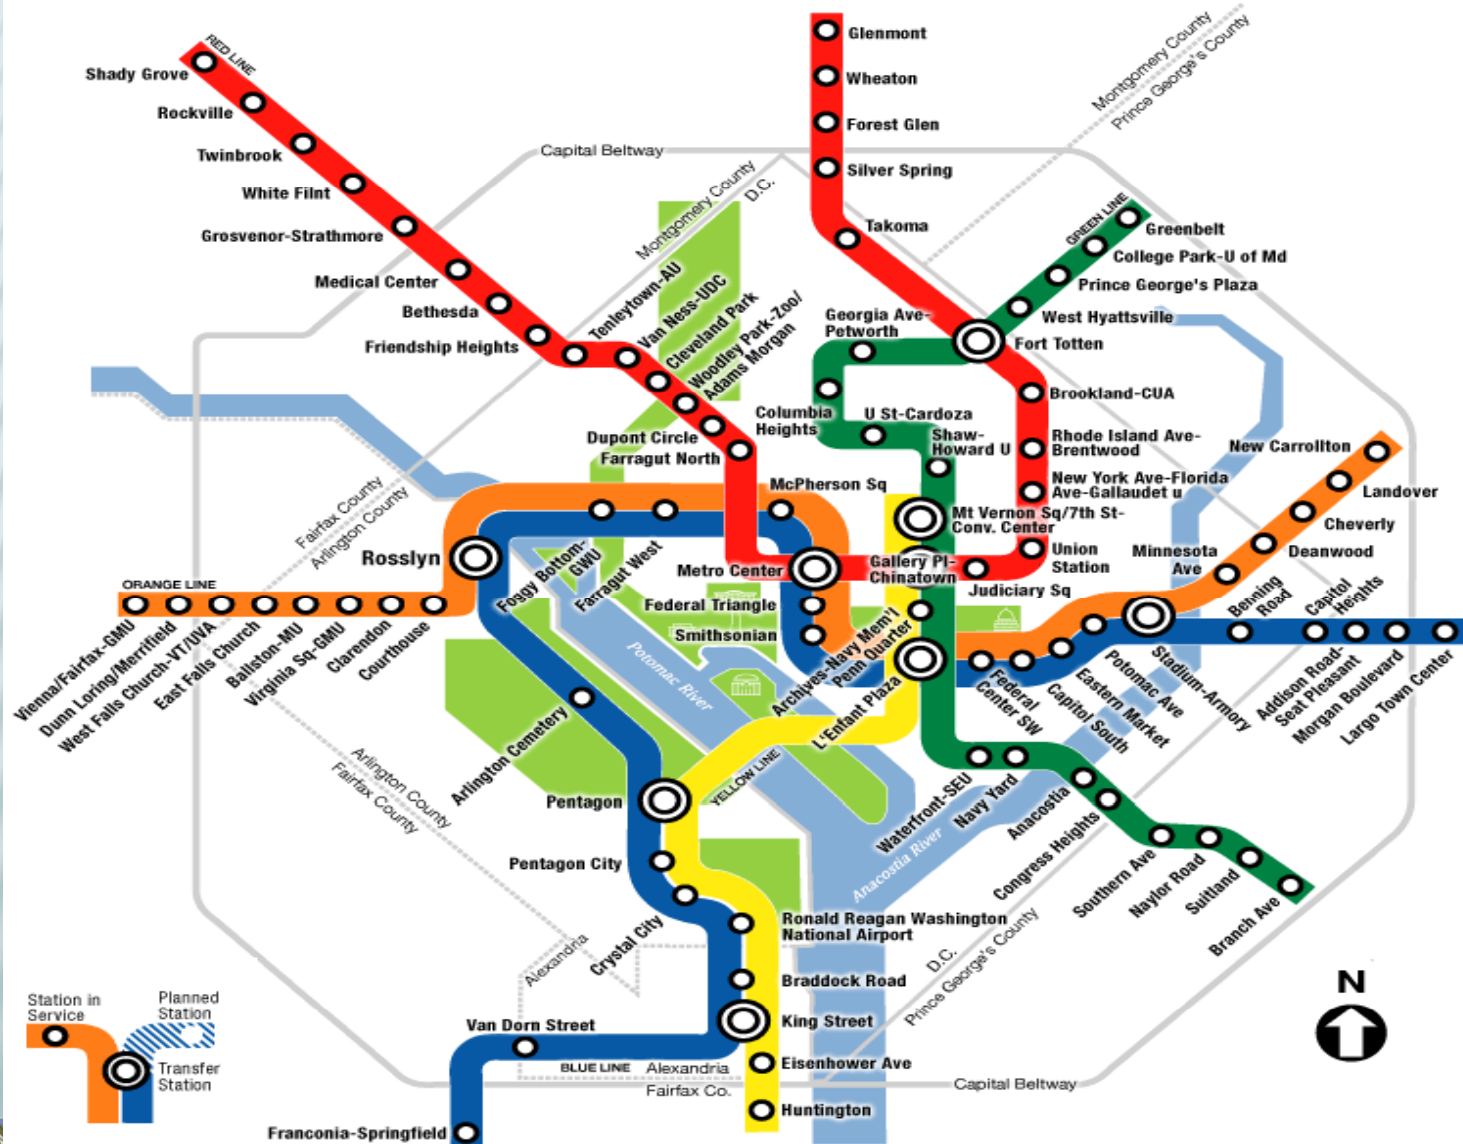 RED LINE
Shady Grove
Rockville
Twinbrook
White Filnt
Grosvenor-Strathmore
Medical Center
Bethesda
Friendship Heights
Tenleytown-AU
Van Ness-UDC
Cleveland Park
Woodley Park-Zoo/
Adams Morgan
Dupont Circle
Farragut North
Capital Beltway
Montgomery County
D.C.
Glenmont
Wheaton
Forest Glen
Silver Spring
Takoma
Montgomery County
Prince George's County
GREEN LINE
Greenbelt
College Park-U of Md
Prince George's Plaza
West Hyattsville
Fort Totten
Georgia Ave-
Petworth
Columbia
Heights
U St-Cardoza
Shaw-
Howard U
Brookland-CUA
Rhode Island Ave-
Brentwood
New York Ave-Florida
Ave-Gallaudet u
Mt Vernon Sq/7th St-
Conv. Center
Union
Station
Judiciary Sq
Gallery Pl-
Chinatown
Metro Center
McPherson Sq
Federal Triangle
Smithsonian
New Carrollton
Landover
Cheverly
Deanwood
Minnesota
Ave
Benning
Road
Capitol
Heights
Addison Road-
Seat Pleasant
Morgan Boulevard
Largo Town Center
Stadium-Armory
Potomac Ave
Eastern Market
Capitol South
Federal
Center SW
Archives-Navy Mem'l
Penn Quarter
L'Enfant Plaza
Fairfax County
Arlington County
Rosslyn
Foggy Bottom-
GWU
Farragut West
ORANGE LINE
Vienna/Fairfax-GMU
Dunn Loring/Merrifield
West Falls Church-VT/UVA
East Falls Church
Ballston-MU
Virginia Sq-GMU
Clarendon
Courthouse
Potomac River
Arlington Cemetery
Arlington County
Fairfax County
Pentagon
YELLOW LINE
Pentagon City
Crystal City
Waterfront-SEU
Navy Yard
Anacostia
Congress Heights
Southern Ave
Naylor Road
Suitland
Branch Ave
Anacostia River
Ronald Reagan Washington
National Airport
Braddock Road
King Street
Eisenhower Ave
Huntington
D.C.
Prince George's County
Alexandria
Van Dorn Street
BLUE LINE
Alexandria
Fairfax Co.
Capital Beltway
Franconia-Springfield
Station in
Service
Planned
Station
Transfer
Station
N